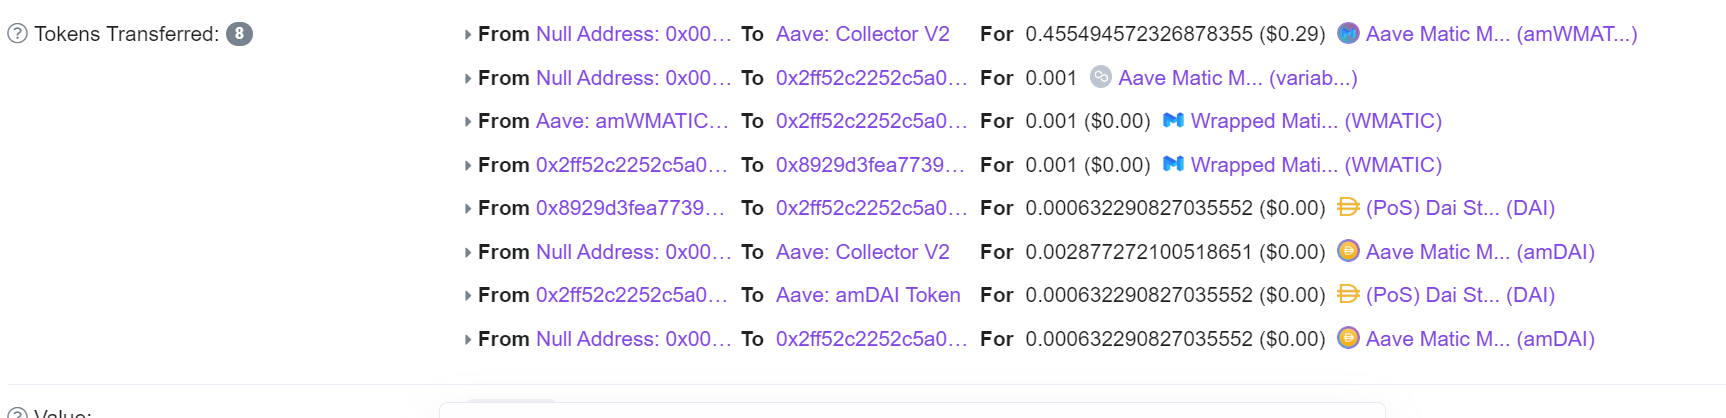 Tokens Transferred: 8
From Null Address: 0x00... To Aave: Collector V2 For 0.455494572326878355 ($0.29) Aave Matic M... (amWMAT...)
From Null Address: 0x00... To 0x2ff52c2252c5a0... For 0.001 Aave Matic M... (variab...)
From Aave: amWMATIC... To 0x2ff52c2252c5a0... For 0.001 ($0.00) Wrapped Mati... (WMATIC)
From 0x2ff52c2252c5a0... To 0x8929d3fea7739... For 0.001 ($0.00) Wrapped Mati... (WMATIC)
From 0x8929d3fea7739... To 0x2ff52c2252c5a0... For 0.000632290827035552 ($0.00) (PoS) Dai St... (DAI)
From Null Address: 0x00... To Aave: Collector V2 For 0.002877272100518651 ($0.00) Aave Matic M... (amDAI)
From 0x2ff52c2252c5a0... To Aave: amDAI Token For 0.000632290827035552 ($0.00) (PoS) Dai St... (DAI)
From Null Address: 0x00... To 0x2ff52c2252c5a0... For 0.000632290827035552 ($0.00) Aave Matic M... (amDAI)
Value: